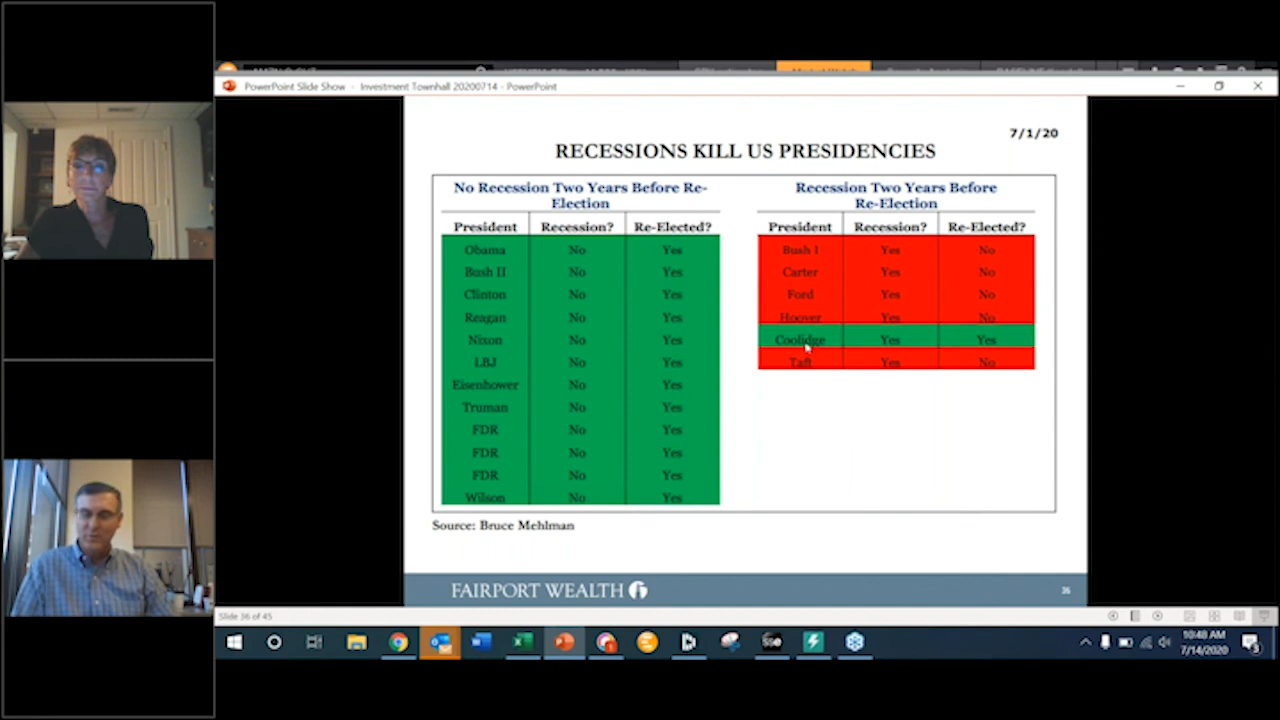 PowerPoint Slide Show - Investment Townhall 20200714 - PowerPoint
7/1/20
RECESSIONS KILL US PRESIDENCIES
No Recession Two Years Before Re-
Election
President Recession? Re-Elected?
Obama No Yes
Bush II No Yes
Clinton No Yes
Reagan No Yes
Nixon No Yes
LBJ No Yes
Eisenhower No Yes
Truman No Yes
FDR No Yes
FDR No Yes
FDR No Yes
Wilson No Yes
Recession Two Years Before
Re-Election
President Recession? Re-Elected?
Bush I Yes No
Carter Yes No
Ford Yes No
Hoover Yes No
Coolidge Yes Yes
Taft Yes No
Source: Bruce Mehlman
FAIRPORT WEALTH
36
Slide 36 of 45
10:48 AM
7/14/2020